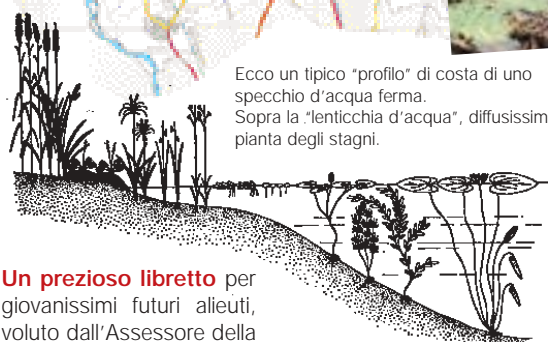 Ecco un tipico “profilo” di costa di uno
specchio d’acqua ferma.
Sopra la “lenticchia d’acqua”, diffusissim
pianta degli stagni.
Un prezioso libretto per
giovanissimi futuri alieuti,
voluto dall’Assessore della